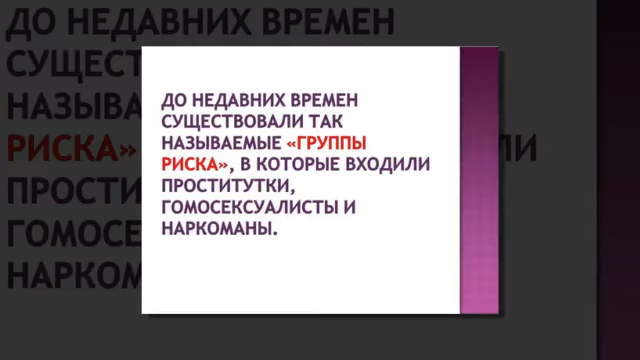 ДО НЕДАВНИХ ВРЕМЕН
СУЩЕСТВОВАЛИ ТАК
НАЗЫВАЕМЫЕ «ГРУППЫ
РИСКА», В КОТОРЫЕ ВХОДИЛИ
ПРОСТИТУТКИ,
ГОМОСЕКСУАЛИСТЫ И
НАРКОМАНЫ.